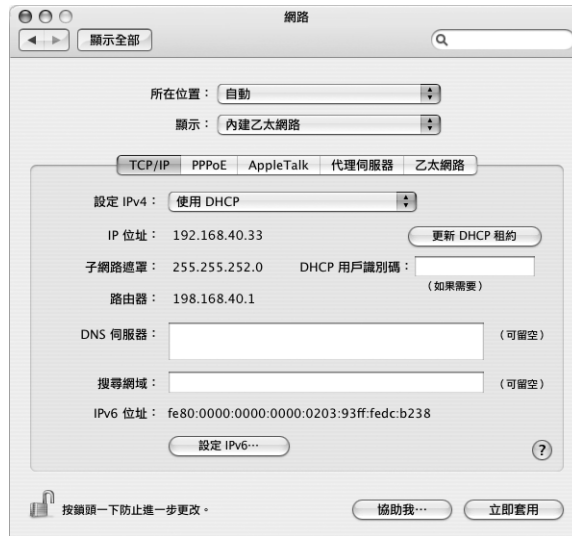 網路
顯示全部
所在位置： 自動
顯示： 內建乙太網路
TCP/IP PPPoE AppleTalk 代理伺服器 乙太網路
設定 IPv4： 使用 DHCP
IP 位址： 192.168.40.33 更新 DHCP 租約
子網路遮罩： 255.255.252.0 DHCP 用戶識別碼：
（如果需要）
路由器： 198.168.40.1
DNS 伺服器： （可留空）
搜尋網域： （可留空）
IPv6 位址： fe80:0000:0000:0000:0203:93ff:fedc:b238
設定 IPv6⋯ ?
按鎖頭一下防止進一步更改。 協助我⋯ 立即套用